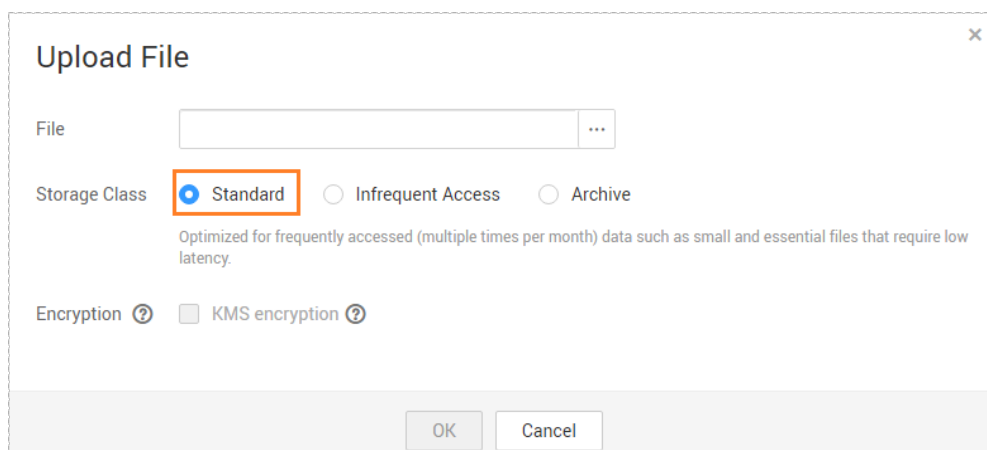 Upload File
×
File
...
Storage Class Standard Infrequent Access Archive
Optimized for frequently accessed (multiple times per month) data such as small and essential files that require low
latency.
Encryption ? KMS encryption ?
OK Cancel